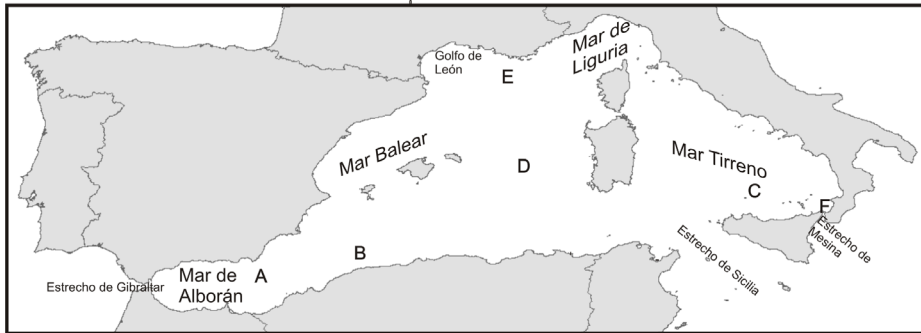 Mar de
Liguria
Golfo de
León
E
Mar Balear
D
Mar Tirreno
C
F
Estrecho de
Mesina
Estrecho de Sicilia
B
A
Mar de
Alborán
Estrecho de Gibraltar